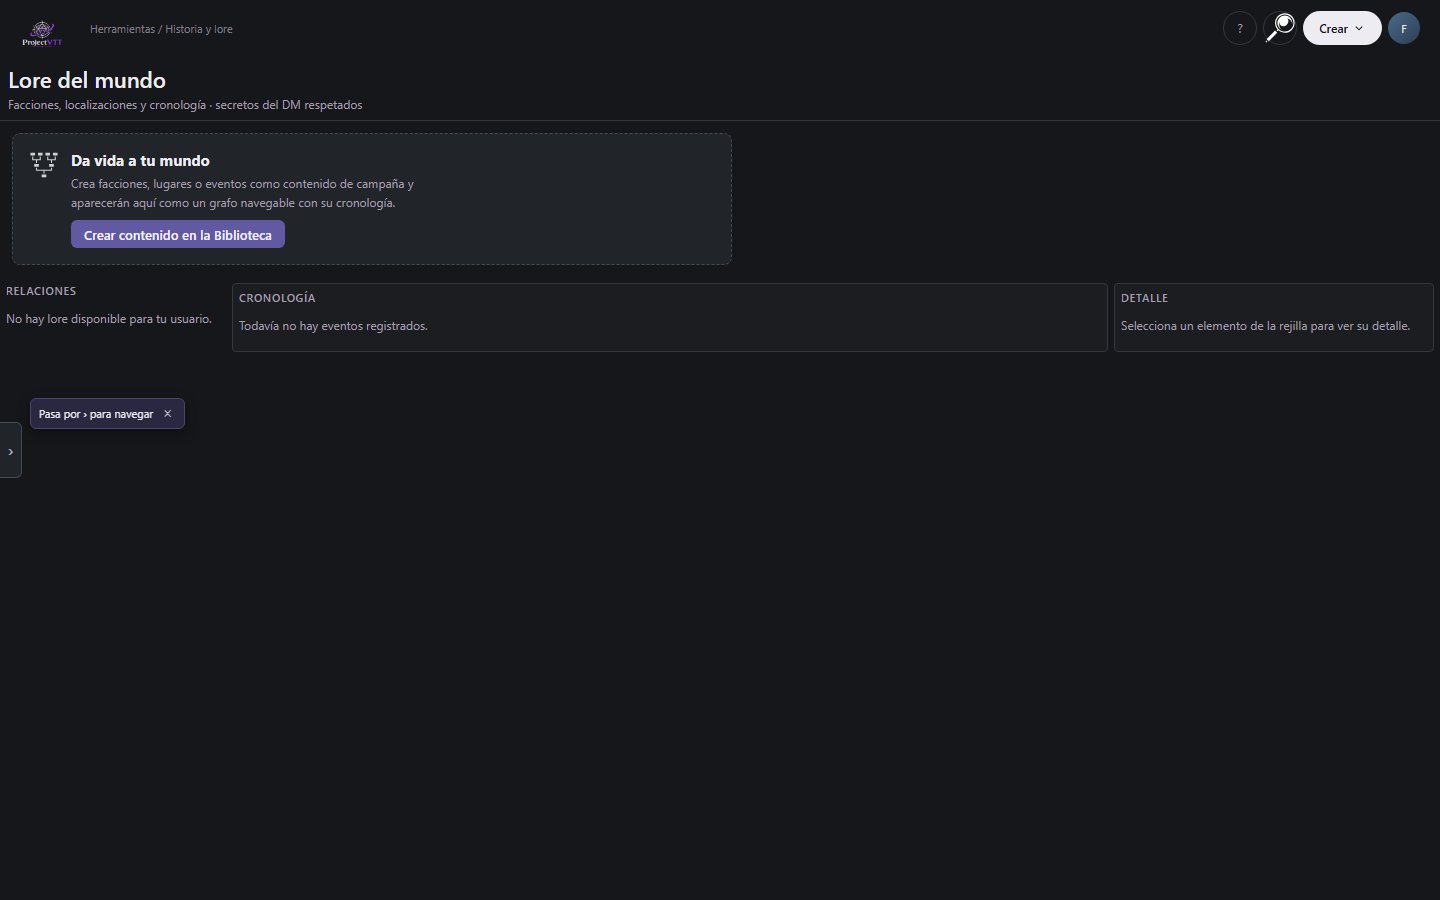 ProjectVTT
Herramientas / Historia y lore
?
Crear
F
Lore del mundo
Facciones, localizaciones y cronología · secretos del DM respetados
Da vida a tu mundo
Crea facciones, lugares o eventos como contenido de campaña y
aparecerán aquí como un grafo navegable con su cronología.
Crear contenido en la Biblioteca
RELACIONES
No hay lore disponible para tu usuario.
CRONOLOGÍA
Todavía no hay eventos registrados.
DETALLE
Selecciona un elemento de la rejilla para ver su detalle.
Pasa por › para navegar ×
›